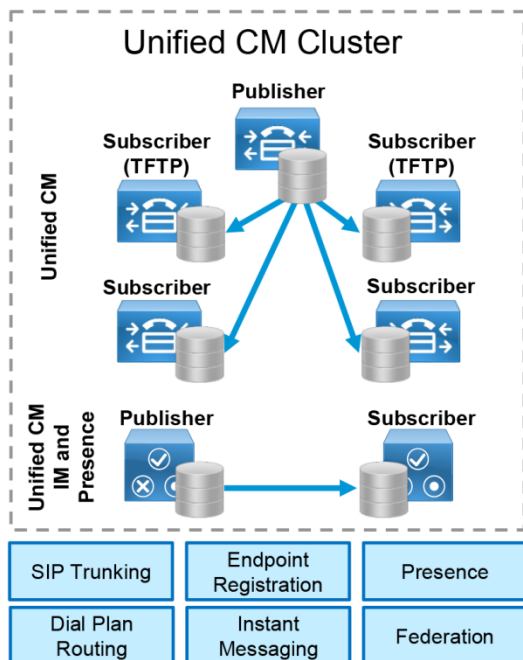 Unified CM Cluster
Publisher
Subscriber
(TFTP)
Subscriber
(TFTP)
Unified CM
Subscriber
Subscriber
Unified CM
IM and
Presence
Publisher
Subscriber
SIP Trunking
Endpoint
Registration
Presence
Dial Plan
Routing
Instant
Messaging
Federation